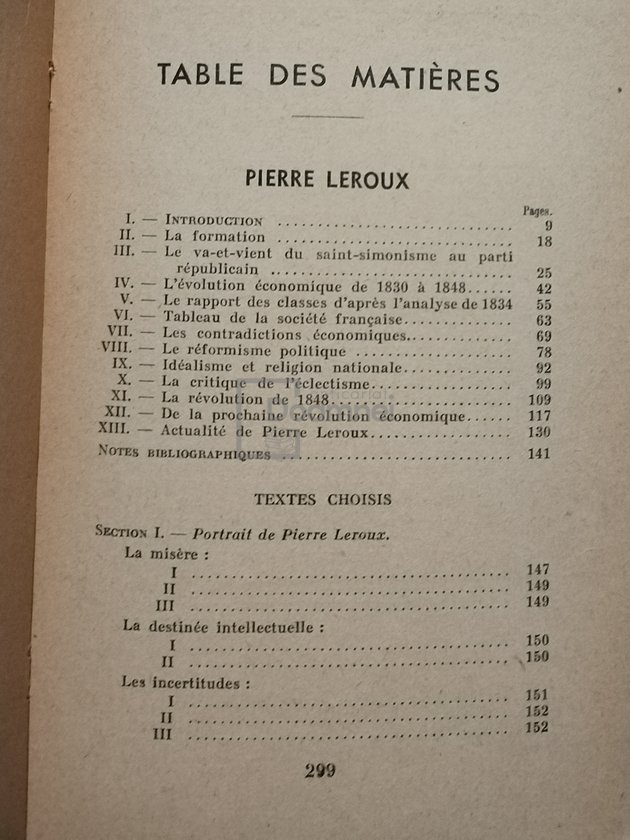 TABLE DES MATIÈRES
PIERRE LEROUX
Pages.
I. — INTRODUCTION .............................. 9
II. — La formation .............................. 18
III. — Le va-et-vient du saint-simonisme au parti
républicain .............................. 25
IV. — L'évolution économique de 1830 à 1848...... 42
V. — Le rapport des classes d'après l'analyse de 1834 55
VI. — Tableau de la société française.............. 63
VII. — Les contradictions économiques.............. 69
VIII. — Le réformisme politique .................... 78
IX. — Idéalisme et religion nationale.............. 92
X. — La critique de l'éclectisme.................. 99
XI. — La révolution de 1848....................... 109
XII. — De la prochaine révolution économique...... 117
XIII. — Actualité de Pierre Leroux.................. 130
NOTES BIBLIOGRAPHIQUES .............................. 141
TEXTES CHOISIS
SECTION I. — Portrait de Pierre Leroux.
La misère :
I ........................................ 147
II ........................................ 149
III ........................................ 149
La destinée intellectuelle :
I ........................................ 150
II ........................................ 150
Les incertitudes :
I ........................................ 151
II ........................................ 152
III ........................................ 152
299